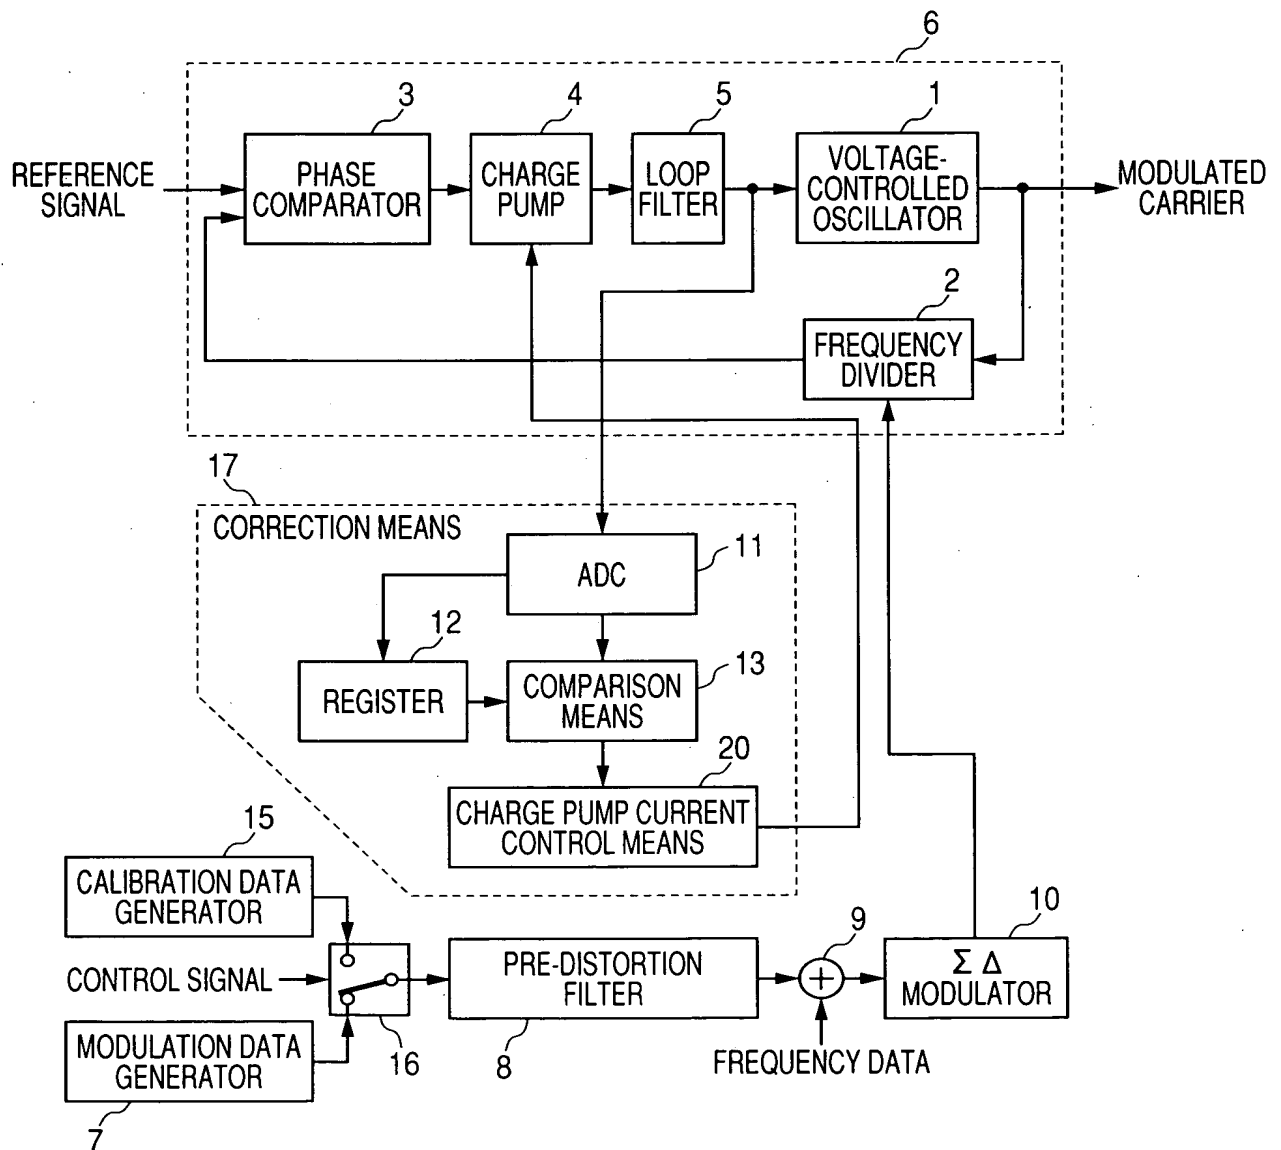 6
3
4
5
1
REFERENCE
SIGNAL
PHASE
COMPARATOR
CHARGE
PUMP
LOOP
FILTER
VOLTAGE-
CONTROLLED
OSCILLATOR
MODULATED
CARRIER
2
FREQUENCY
DIVIDER
17
CORRECTION MEANS
ADC
11
12
REGISTER
COMPARISON
MEANS
13
20
CHARGE PUMP CURRENT
CONTROL MEANS
15
CALIBRATION DATA
GENERATOR
CONTROL SIGNAL
MODULATION DATA
GENERATOR
7
16
PRE-DISTORTION
FILTER
8
9
+
FREQUENCY DATA
10
Σ Δ
MODULATOR